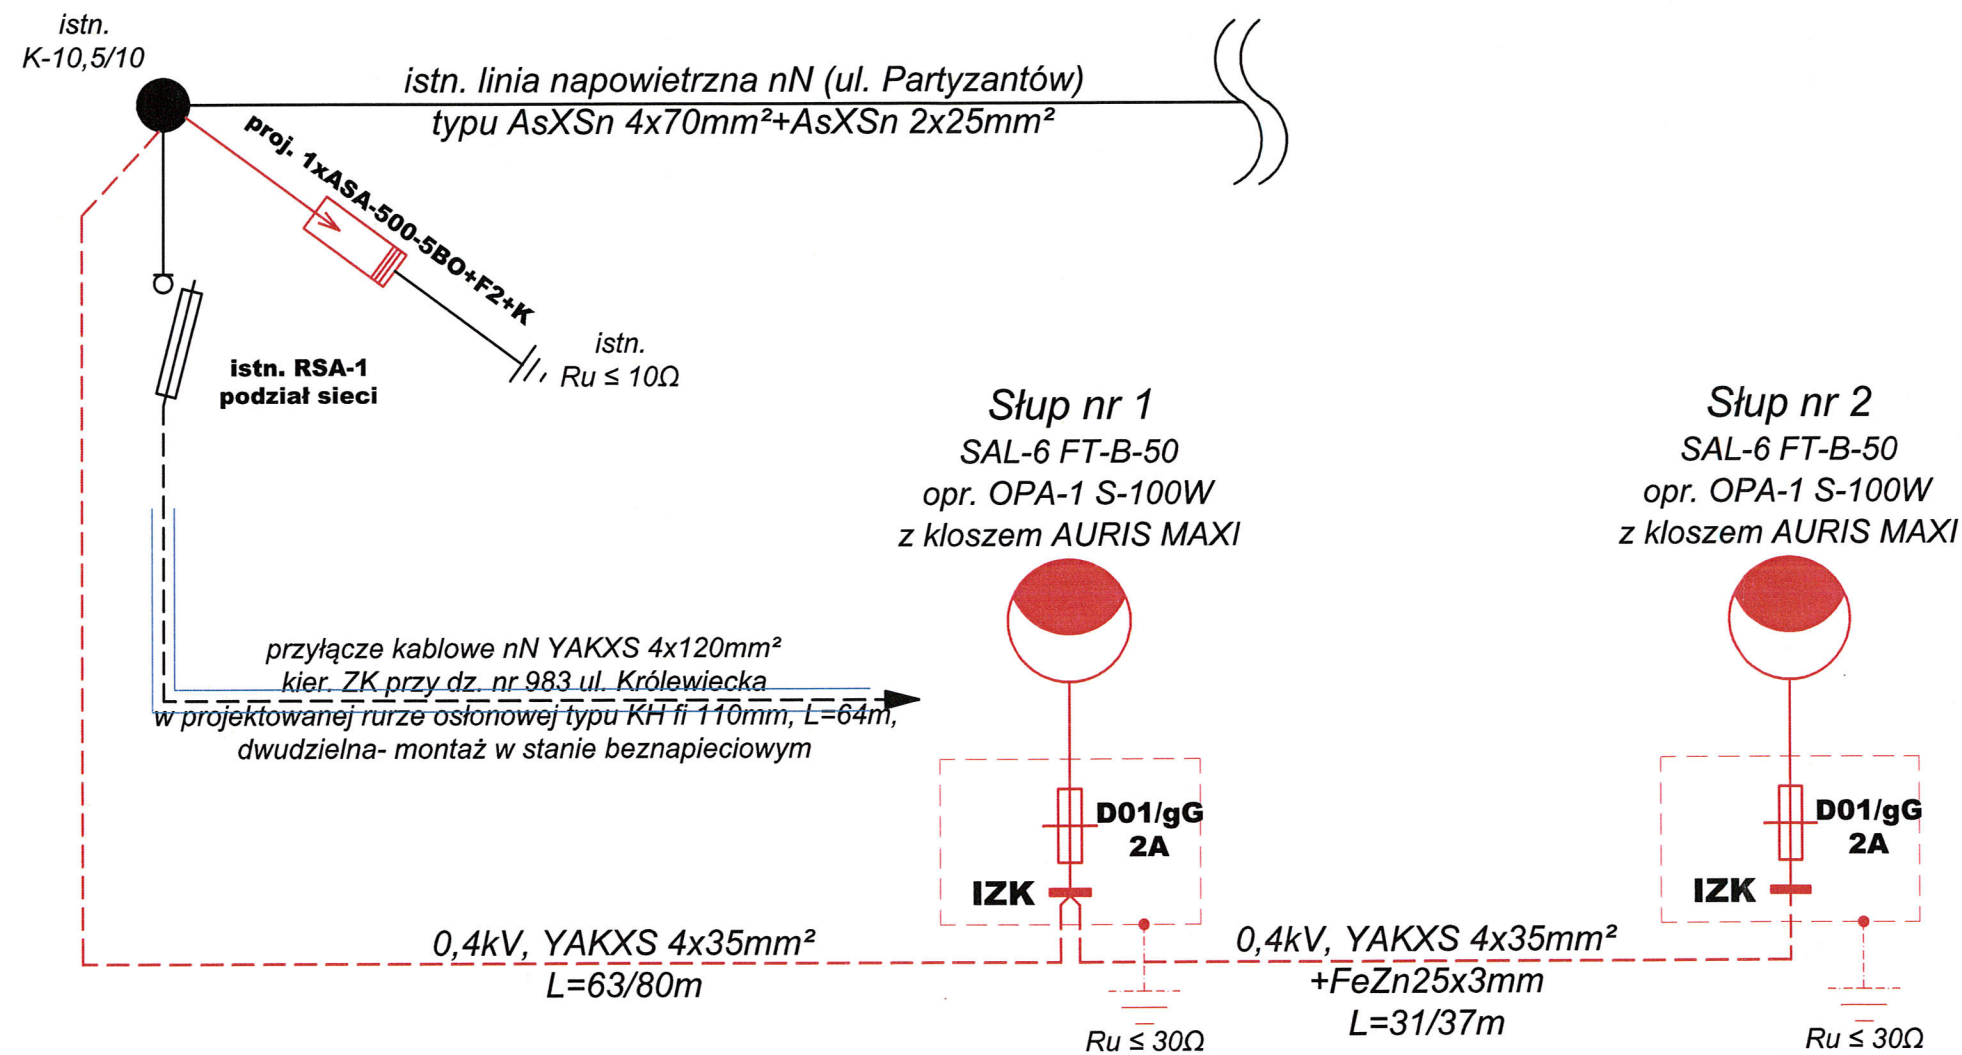 istn.
K-10,5/10
istn. linia napowietrzna nN (ul. Partyzantów)
typu AsXSn 4x70mm²+AsXSn 2x25mm²
proj. 1xASA-500-5BO+F2+K
istn.
Ru ≤ 10Ω
istn. RSA-1
podział sieci
Słup nr 1
SAL-6 FT-B-50
opr. OPA-1 S-100W
z kloszem AURIS MAXI
Słup nr 2
SAL-6 FT-B-50
opr. OPA-1 S-100W
z kloszem AURIS MAXI
przyłącze kablowe nN YAKXS 4x120mm²
kier. ZK przy dz. nr 983 ul. Królewiecka
w projektowanej rurze osłonowej typu KH fi 110mm, L=64m,
dwudzielna- montaż w stanie beznapieciowym
D01/gG
2A
IZK
D01/gG
2A
IZK
0,4kV, YAKXS 4x35mm²
L=63/80m
0,4kV, YAKXS 4x35mm²
+FeZn25x3mm
L=31/37m
Ru ≤ 30Ω
Ru ≤ 30Ω